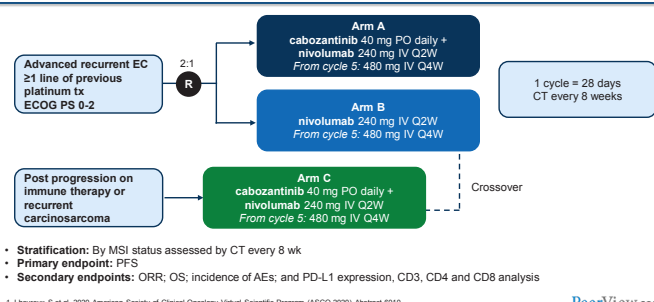 Advanced recurrent EC
≥1 line of previous
platinum tx
ECOG PS 0-2
2:1
R
Arm A
cabozantinib 40 mg PO daily +
nivolumab 240 mg IV Q2W
From cycle 5: 480 mg IV Q4W
Arm B
nivolumab 240 mg IV Q2W
From cycle 5: 480 mg IV Q4W
1 cycle = 28 days
CT every 8 weeks
Post progression on
immune therapy or
recurrent
carcinosarcoma
Arm C
cabozantinib 40 mg PO daily +
nivolumab 240 mg IV Q2W
From cycle 5: 480 mg IV Q4W
Crossover
• Stratification: By MSI status assessed by CT every 8 wk
• Primary endpoint: PFS
• Secondary endpoints: ORR; OS; incidence of AEs; and PD-L1 expression, CD3, CD4 and CD8 analysis